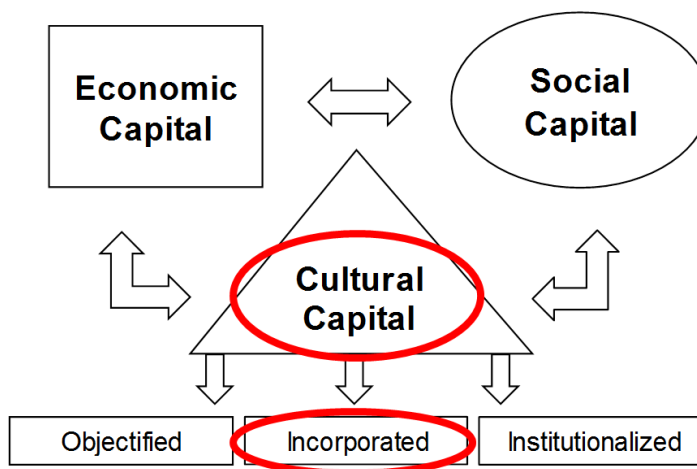 Economic
Capital
Social
Capital
Cultural
Capital
Objectified
Incorporated
Institutionalized